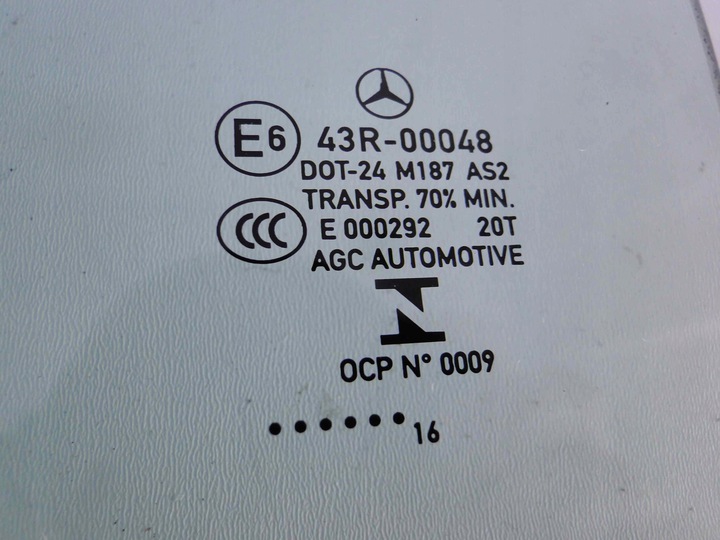 E6 43R-00048
DOT-24 M187 AS2
TRANSP. 70% MIN.
CCC E 000292 20T
AGC AUTOMOTIVE
OCP N° 0009
......16